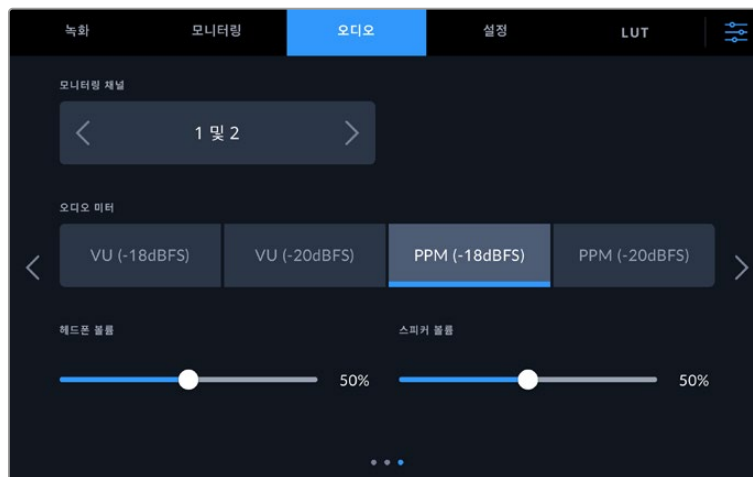 녹화 모니터링 오디오 설정 LUT
모니터링 채널
1 및 2
오디오 미터
VU (-18dBFS) VU (-20dBFS) PPM (-18dBFS) PPM (-20dBFS)
헤드폰 볼륨 스피커 볼륨
50% 50%